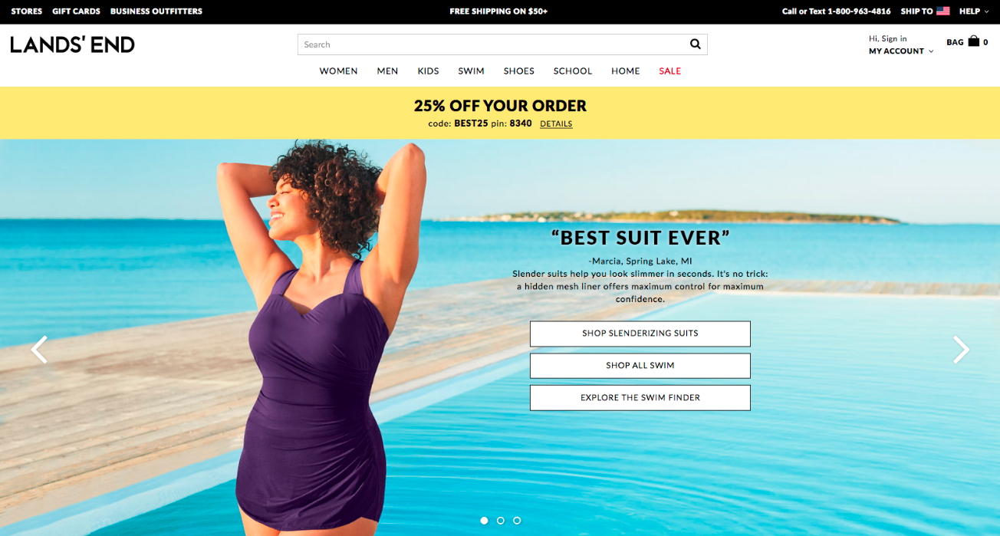 STORES GIFT CARDS BUSINESS OUTFITTERS FREE SHIPPING ON $50+ Call or Text 1-800-963-4816 SHIP TO HELP
LANDS' END Search Hi, Sign in
MY ACCOUNT BAG 0
WOMEN MEN KIDS SWIM SHOES SCHOOL HOME SALE
25% OFF YOUR ORDER
code: BEST25 pin: 8340 DETAILS
“BEST SUIT EVER”
-Marcia, Spring Lake, MI
Slender suits help you look slimmer in seconds. It's no trick:
a hidden mesh liner offers maximum control for maximum
confidence.
SHOP SLENDERIZING SUITS
SHOP ALL SWIM
EXPLORE THE SWIM FINDER